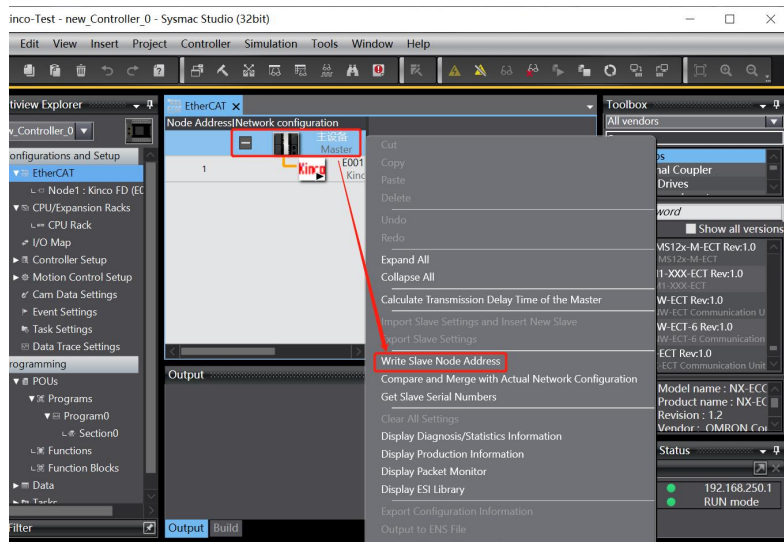 Kinco-Test - new_Controller_0 - Sysmac Studio (32bit)
Edit View Insert Project Controller Simulation Tools Window Help
tiview Explorer
w_Controller_0
onfigurations and Setup
EtherCAT
Node1 : Kinco FD (EC
CPU/Expansion Racks
CPU Rack
I/O Map
Controller Setup
Motion Control Setup
Cam Data Settings
Event Settings
Task Settings
Data Trace Settings
rogramming
POUs
Programs
Program0
Section0
Functions
Function Blocks
Data
Tasks
Filter
EtherCAT
Node Address|Network configuration
主设备
Master
1
Kinco
E001
Kinc
Output
Output Build
Cut
Copy
Paste
Delete
Undo
Redo
Expand All
Collapse All
Calculate Transmission Delay Time of the Master
Import Slave Settings and Insert New Slave
Export Slave Settings
Write Slave Node Address
Compare and Merge with Actual Network Configuration
Get Slave Serial Numbers
Clear All Settings
Display Diagnosis/Statistics Information
Display Production Information
Display Packet Monitor
Display ESI Library
Export Configuration Information
Output to ENS File
Toolbox
All vendors
ps
nal Coupler
Drives
word
Show all versions
MS12x-M-ECT Rev:1.0
MS12x-M-ECT
I1-XXX-ECT Rev:1.0
M1-XXX-ECT
W-ECT Rev:1.0
IW-ECT Communication U
W-ECT-6 Rev:1.0
IW-ECT-6 Communication
-ECT Rev:1.0
-ECT Communication Unit
Model name : NX-ECC
Product name : NX-EC
Revision : 1.2
Vendor : OMRON Cor
Status
192.168.250.1
RUN mode